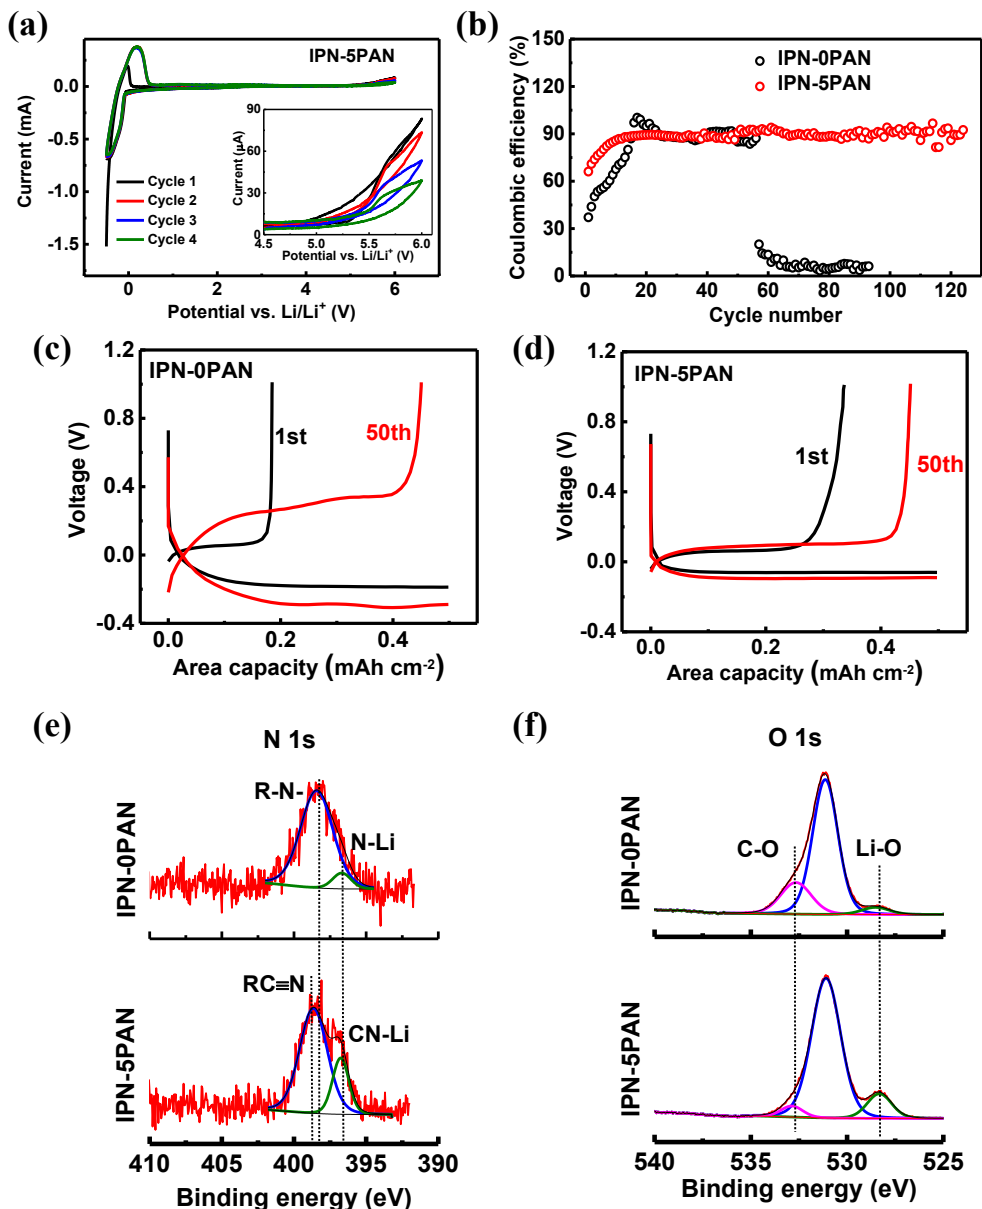 (a)
IPN-5PAN
Current (mA)
0.0
-0.5
-1.0
-1.5
0
2
4
6
Potential vs. Li/Li⁺ (V)
Cycle 1
Cycle 2
Cycle 3
Cycle 4
90
60
30
0
4.5
5.0
5.5
6.0
Potential vs. Li/Li⁺ (V)
(b)
IPN-0PAN
IPN-5PAN
Coulombic efficiency (%)
150
120
90
60
30
0
0
20
40
60
80
100
120
Cycle number
(c)
IPN-0PAN
1st
50th
Voltage (V)
1.2
0.8
0.4
0.0
-0.4
0.0
0.2
0.4
Area capacity (mAh cm⁻²)
(d)
IPN-5PAN
1st
50th
Voltage (V)
1.2
0.8
0.4
0.0
-0.4
0.0
0.2
0.4
Area capacity (mAh cm⁻²)
(e)
N 1s
IPN-0PAN
R-N-
N-Li
IPN-5PAN
RC≡N
CN-Li
410
405
400
395
390
Binding energy (eV)
(f)
O 1s
IPN-0PAN
C-O
Li-O
IPN-5PAN
540
535
530
525
Binding energy (eV)